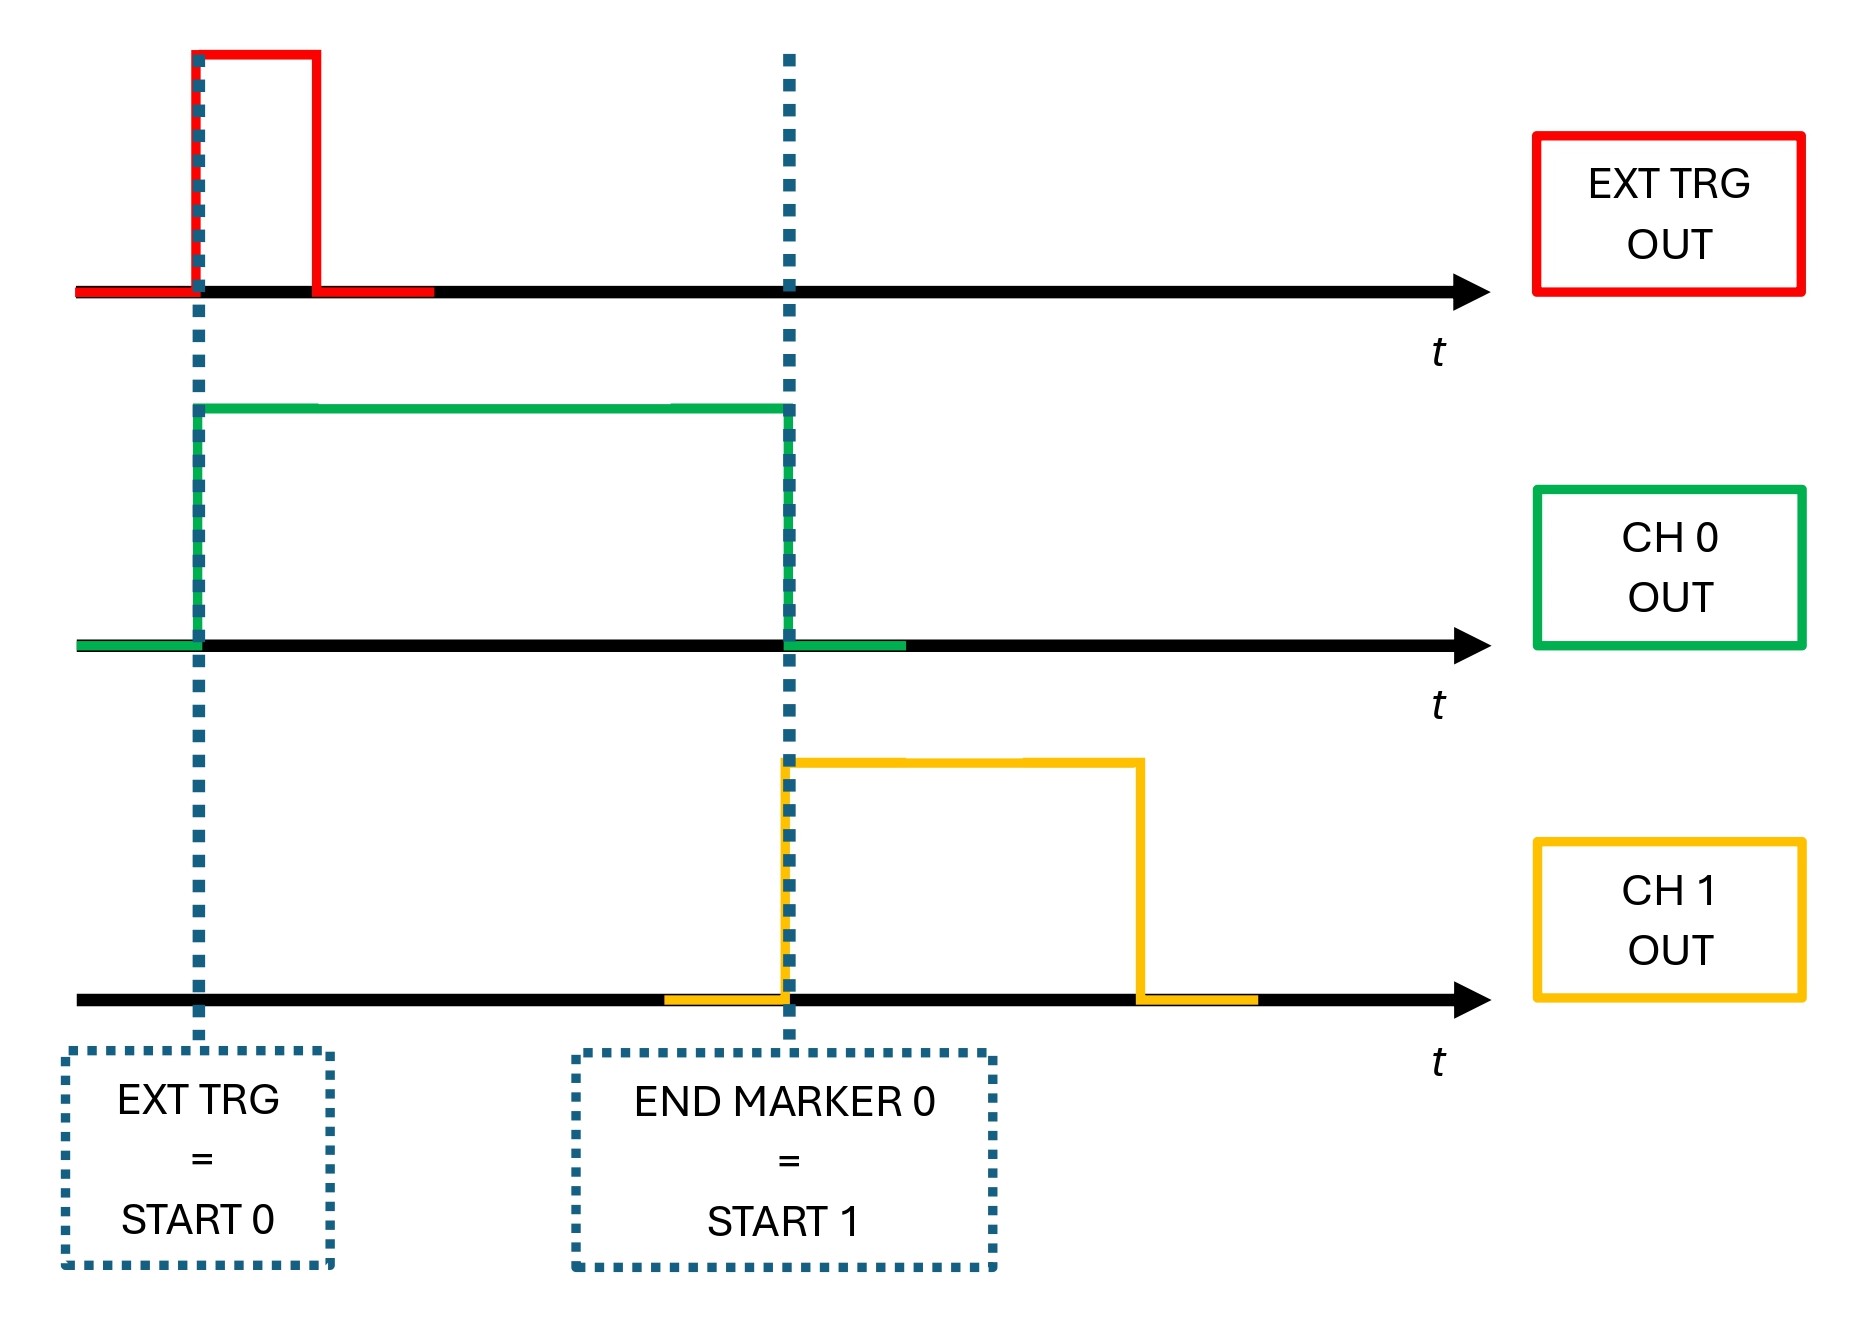 EXT TRG
OUT
t
CH 0
OUT
t
CH 1
OUT
t
EXT TRG
=
START 0
END MARKER 0
=
START 1